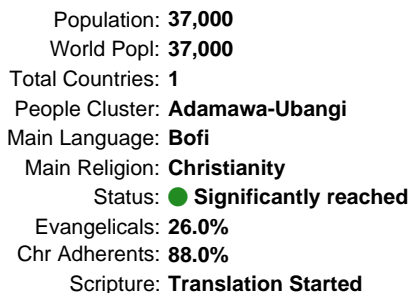 Population: 37,000
World Popl: 37,000
Total Countries: 1
People Cluster: Adamawa-Ubangi
Main Language: Bofi
Main Religion: Christianity
Status: Significantly reached
Evangelicals: 26.0%
Chr Adherents: 88.0%
Scripture: Translation Started